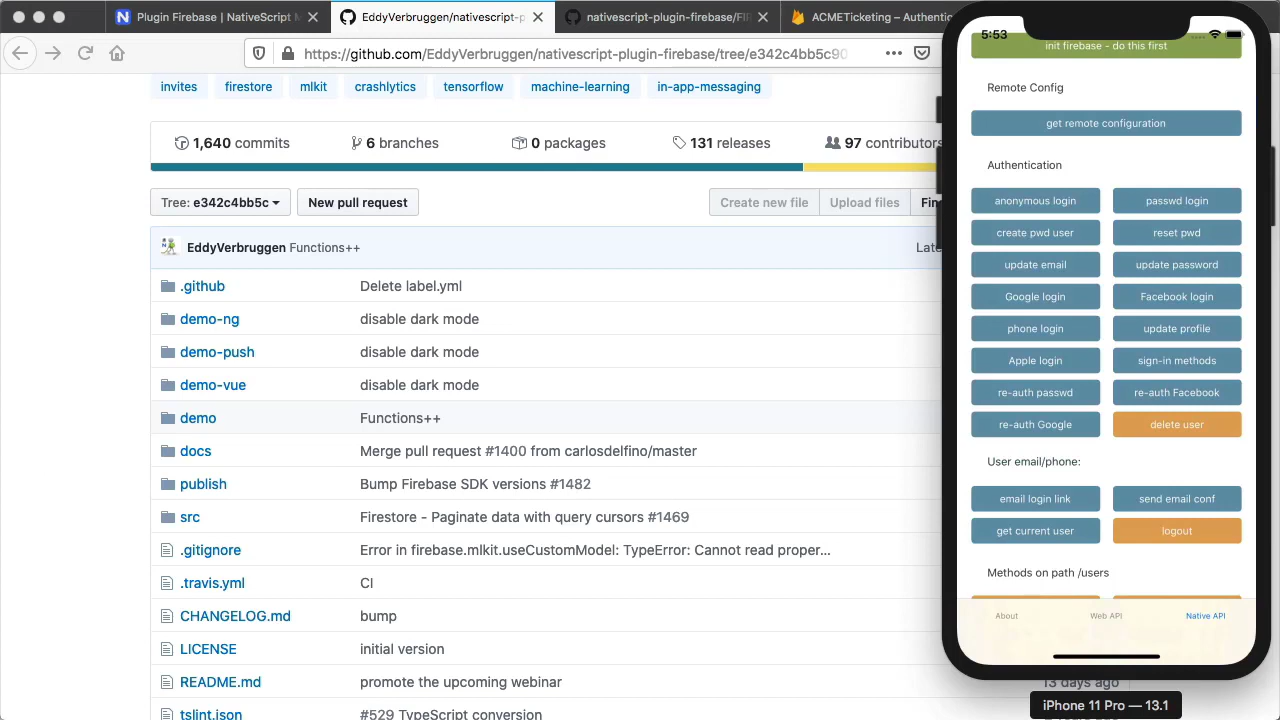 Plugin Firebase | NativeScript M
EddyVerbruggen/nativescript-p
nativescript-plugin-firebase/FI
ACMETicketing – Authentic
https://github.com/EddyVerbruggen/nativescript-plugin-firebase/tree/e342c4bb5c90
invites firestore mlkit crashlytics tensorflow machine-learning in-app-messaging
1,640 commits 6 branches 0 packages 131 releases 97 contributors
Tree: e342c4bb5c New pull request Create new file Upload files Fin
EddyVerbruggen Functions++ Late
.github Delete label.yml
demo-ng disable dark mode
demo-push disable dark mode
demo-vue disable dark mode
demo Functions++
docs Merge pull request #1400 from carlosdelfino/master
publish Bump Firebase SDK versions #1482
src Firestore - Paginate data with query cursors #1469
.gitignore Error in firebase.mlkit.useCustomModel: TypeError: Cannot read proper...
.travis.yml CI
CHANGELOG.md bump
LICENSE initial version
README.md promote the upcoming webinar
13 days ago
tslint.json #529 TypeScript conversion
5:53
init firebase - do this first
Remote Config
get remote configuration
Authentication
anonymous login passwd login
create pwd user reset pwd
update email update password
Google login Facebook login
phone login update profile
Apple login sign-in methods
re-auth passwd re-auth Facebook
re-auth Google delete user
User email/phone:
email login link send email conf
get current user logout
Methods on path /users
About Web API Native API
iPhone 11 Pro — 13.1